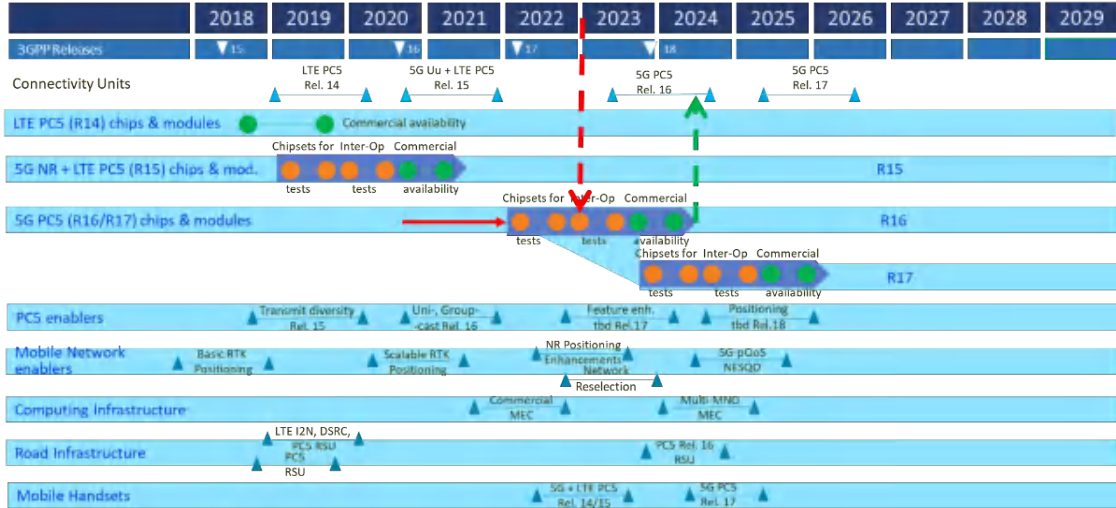 2018 2019 2020 2021 2022 2023 2024 2025 2026 2027 2028 2029
3GPP Releases 15 16 17 18
Connectivity Units
LTE PC5
Rel. 14
5G Uu + LTE PC5
Rel. 15
5G PC5
Rel. 16
5G PC5
Rel. 17
LTE PC5 (R14) chips & modules
Commercial availability
Chipsets for Inter-Op Commercial
5G NR + LTE PC5 (R15) chips & mod.
R15
tests tests availability
Chipsets for Inter-Op Commercial
5G PC5 (R16/R17) chips & modules
R16
tests tests availability
Chipsets for Inter-Op Commercial
R17
tests tests availability
PC5 enablers
Transmit diversity
Rel. 15
Uni-, Group-
-cast Rel. 16
Feature enh.
tbd Rel.17
Positioning
tbd Rel.18
Mobile Network
enablers
Basic RTK
Positioning
Scalable RTK
Positioning
NR Positioning
Enhancements
Network
Reselection
5G pQoS
NESQO
Computing Infrastructure
Commercial
MEC
Multi-MNO
MEC
Road Infrastructure
LTE I2N, DSRC,
PC5 RSU
PC5
RSU
PC5 Rel. 16
RSU
Mobile Handsets
5G + LTE PC5
Rel. 14/15
5G PC5
Rel. 17